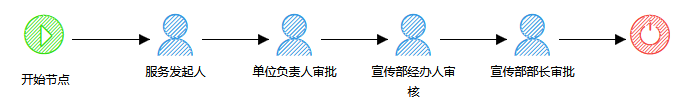 开始节点
服务发起人
单位负责人审批
宣传部经办人审
核
宣传部部长审批